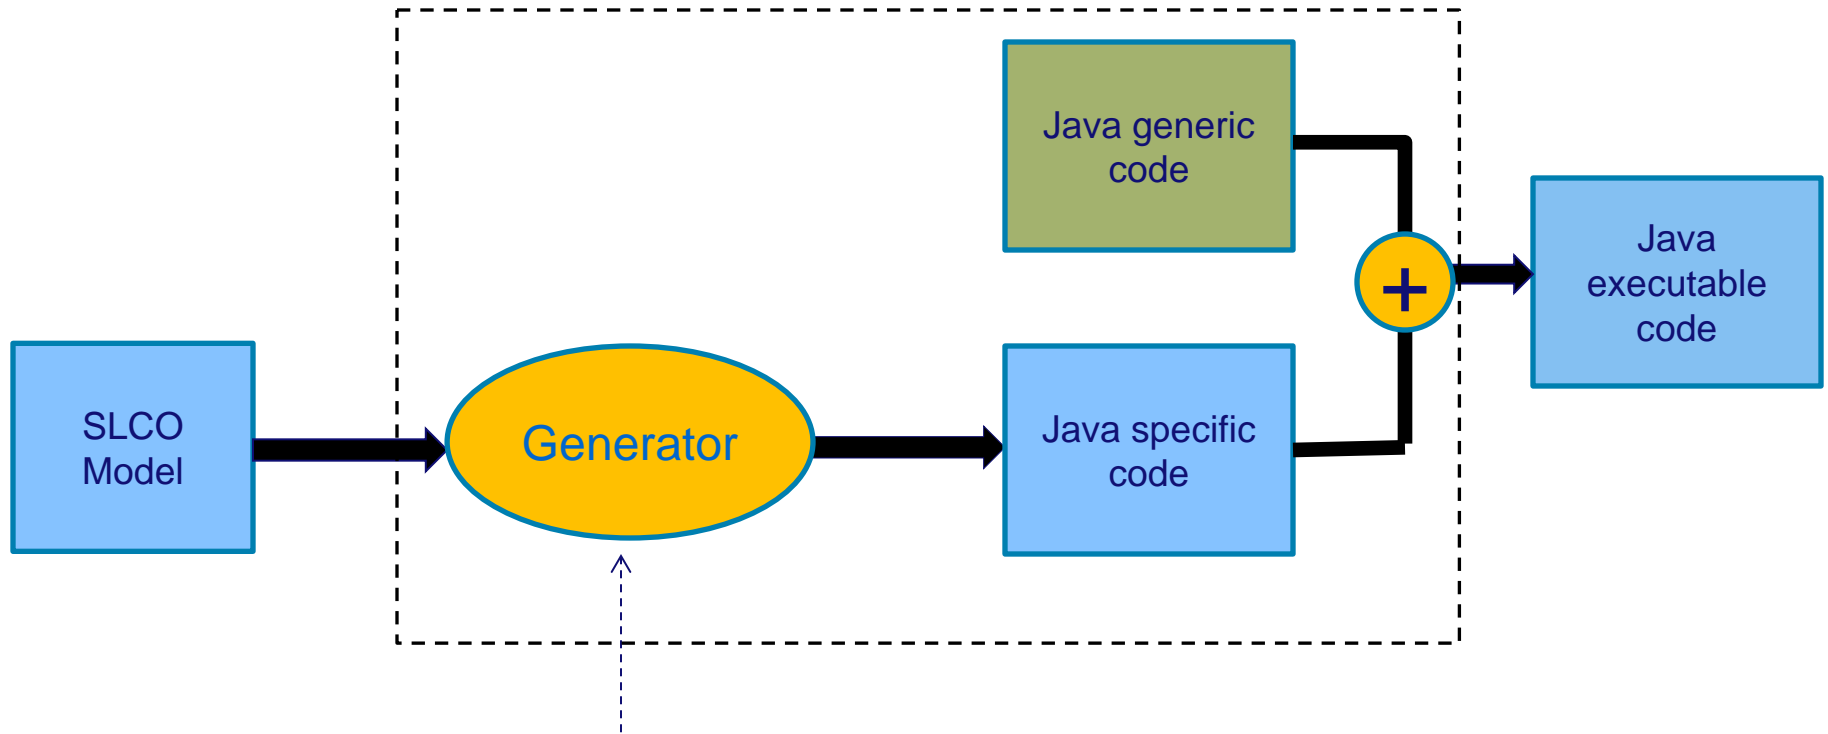 Java generic
code
Java
executable
code
+
SLCO
Model
Generator
Java specific
code